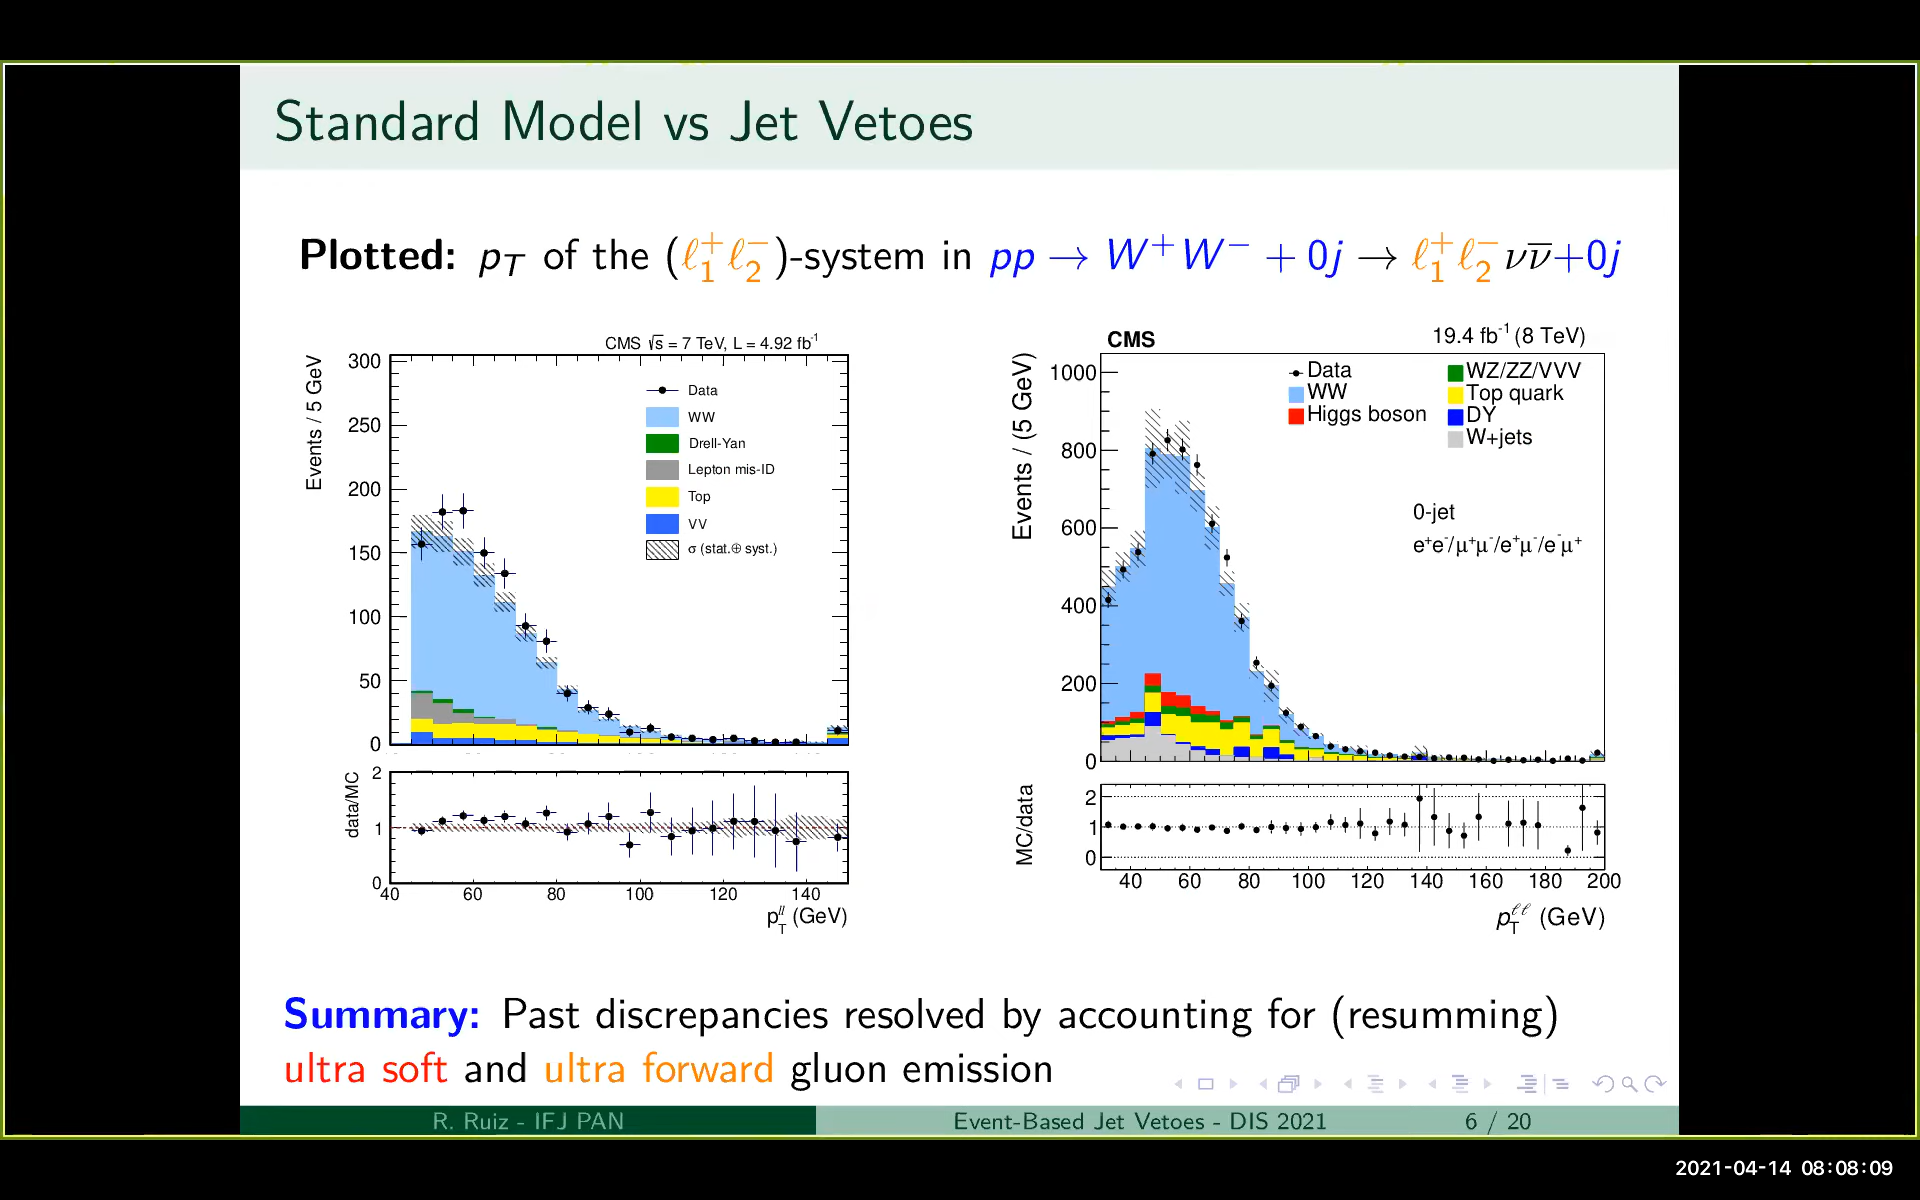 Standard Model vs Jet Vetoes
Plotted: p_T of the (ℓ₁⁺ℓ₂⁻)-system in pp → W⁺W⁻ + 0j → ℓ₁⁺ℓ₂⁻νν̅+0j
CMS √s = 7 TeV, L = 4.92 fb⁻¹
Events / 5 GeV
300
250
200
150
100
50
0
Data
WW
Drell-Yan
Lepton mis-ID
Top
VV
σ (stat.⊕ syst.)
data/MC
2
1
0
40 60 80 100 120 140
p_T^ll (GeV)
CMS 19.4 fb⁻¹ (8 TeV)
Events / (5 GeV)
1000
800
600
400
200
0
Data
WW
Higgs boson
WZ/ZZ/VVV
Top quark
DY
W+jets
0-jet
e⁺e⁻/μ⁺μ⁻/e⁺μ⁻/e⁻μ⁺
MC/data
2
1
0
40 60 80 100 120 140 160 180 200
p_T^ℓℓ (GeV)
Summary: Past discrepancies resolved by accounting for (resumming)
ultra soft and ultra forward gluon emission
R. Ruiz - IFJ PAN
Event-Based Jet Vetoes - DIS 2021
6 / 20
2021-04-14 08:08:09